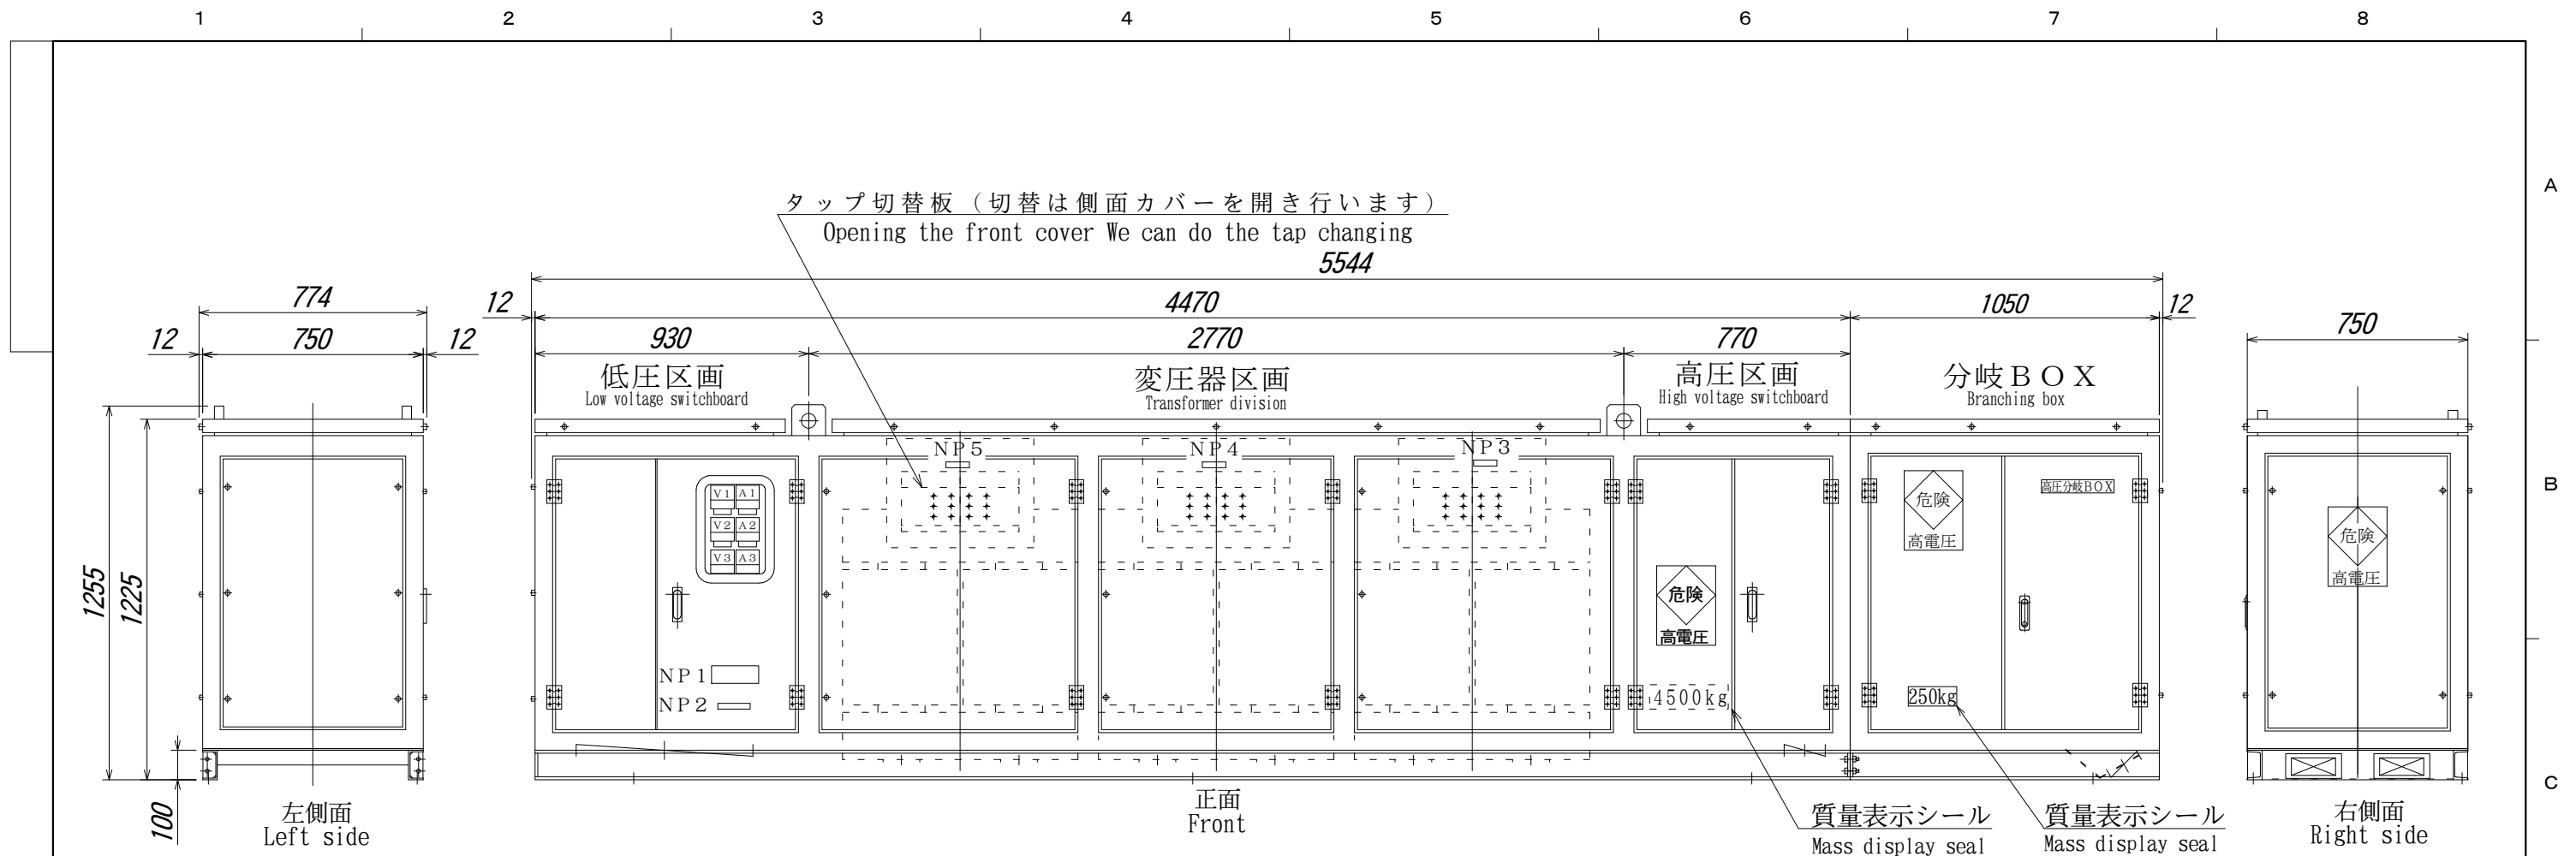 1 2 3 4 5 6 7 8
A
タップ切替板（切替は側面カバーを開き行います）
Opening the front cover We can do the tap changing
5544
774 12 4470 1050 12
12 750 12 930 2770 770 750
低圧区画 変圧器区画 高圧区画 分岐ＢＯＸ
Low voltage switchboard Transformer division High voltage switchboard Branching box
NP5 NP4 NP3
B
V1 A1
V2 A2
V3 A3
危険
高電圧
高圧分岐BOX
危険
高電圧
1255
1225
危険
高電圧
NP1
NP2
4500kg
250kg
100
C
左側面
Left side
正面
Front
質量表示シール
Mass display seal
質量表示シール
Mass display seal
右側面
Right side